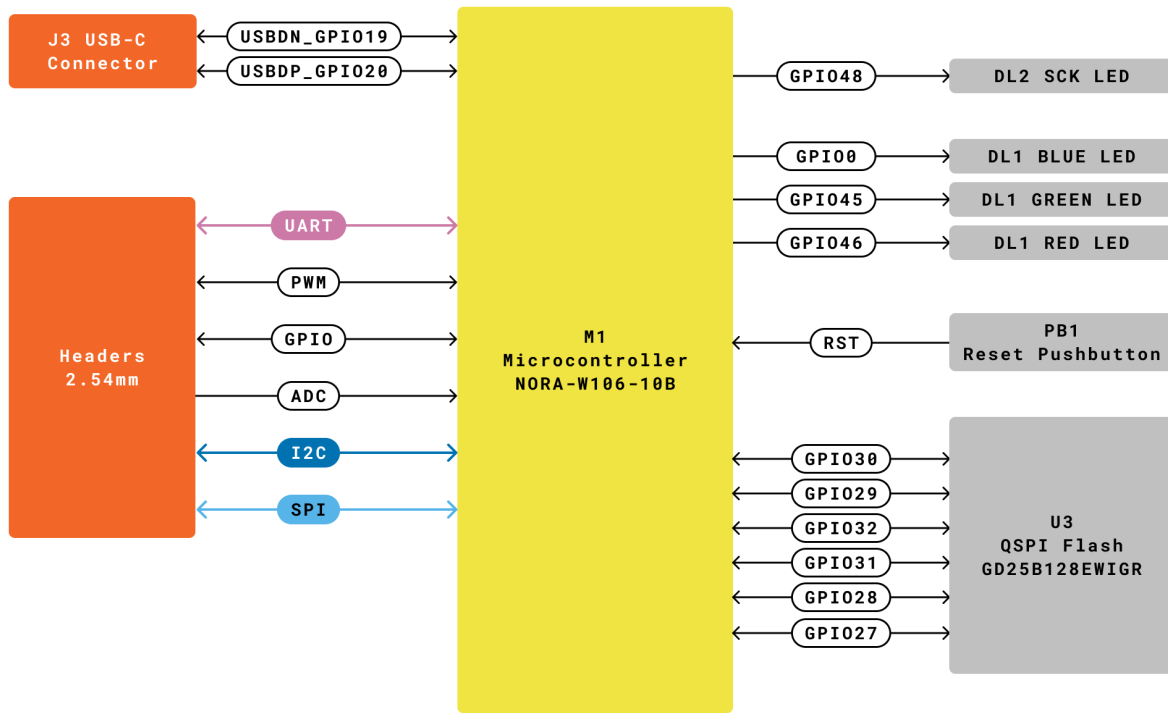 J3 USB-C
Connector
USBDN_GPIO19
USBDP_GPIO20
Headers
2.54mm
UART
PWM
GPIO
ADC
I2C
SPI
M1
Microcontroller
NORA-W106-10B
GPIO48
DL2 SCK LED
GPIO0
DL1 BLUE LED
GPIO45
DL1 GREEN LED
GPIO46
DL1 RED LED
RST
PB1
Reset Pushbutton
GPIO30
GPIO29
GPIO32
GPIO31
GPIO28
GPIO27
U3
QSPI Flash
GD25B128EWIGR